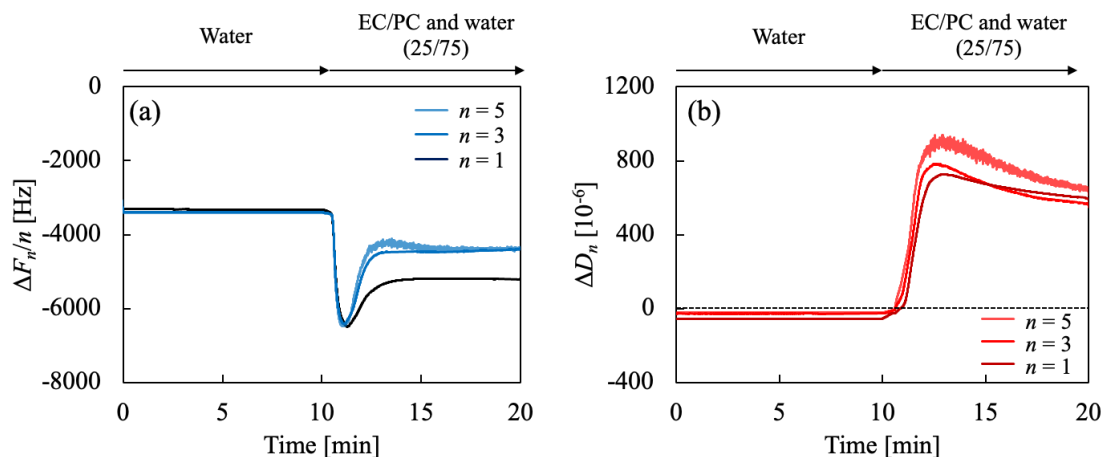 Water
EC/PC and water
(25/75)
(a)
n = 5
n = 3
n = 1
0
-2000
-4000
-6000
-8000
ΔFn/n [Hz]
0
5
10
15
20
Time [min]
Water
EC/PC and water
(25/75)
(b)
1200
800
400
0
-400
ΔDn [10-6]
n = 5
n = 3
n = 1
0
5
10
15
20
Time [min]